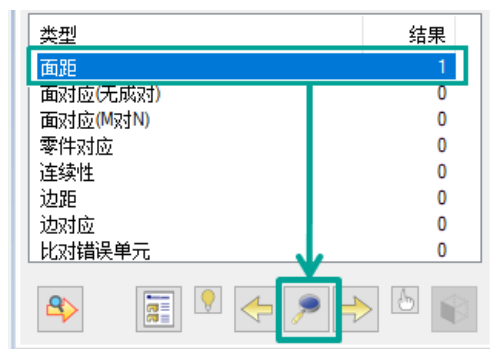 类型 结果
面距 1
面对应(无成对) 0
面对应(M对N) 0
零件对应 0
连续性 0
边距 0
边对应 0
比对错误单元 0